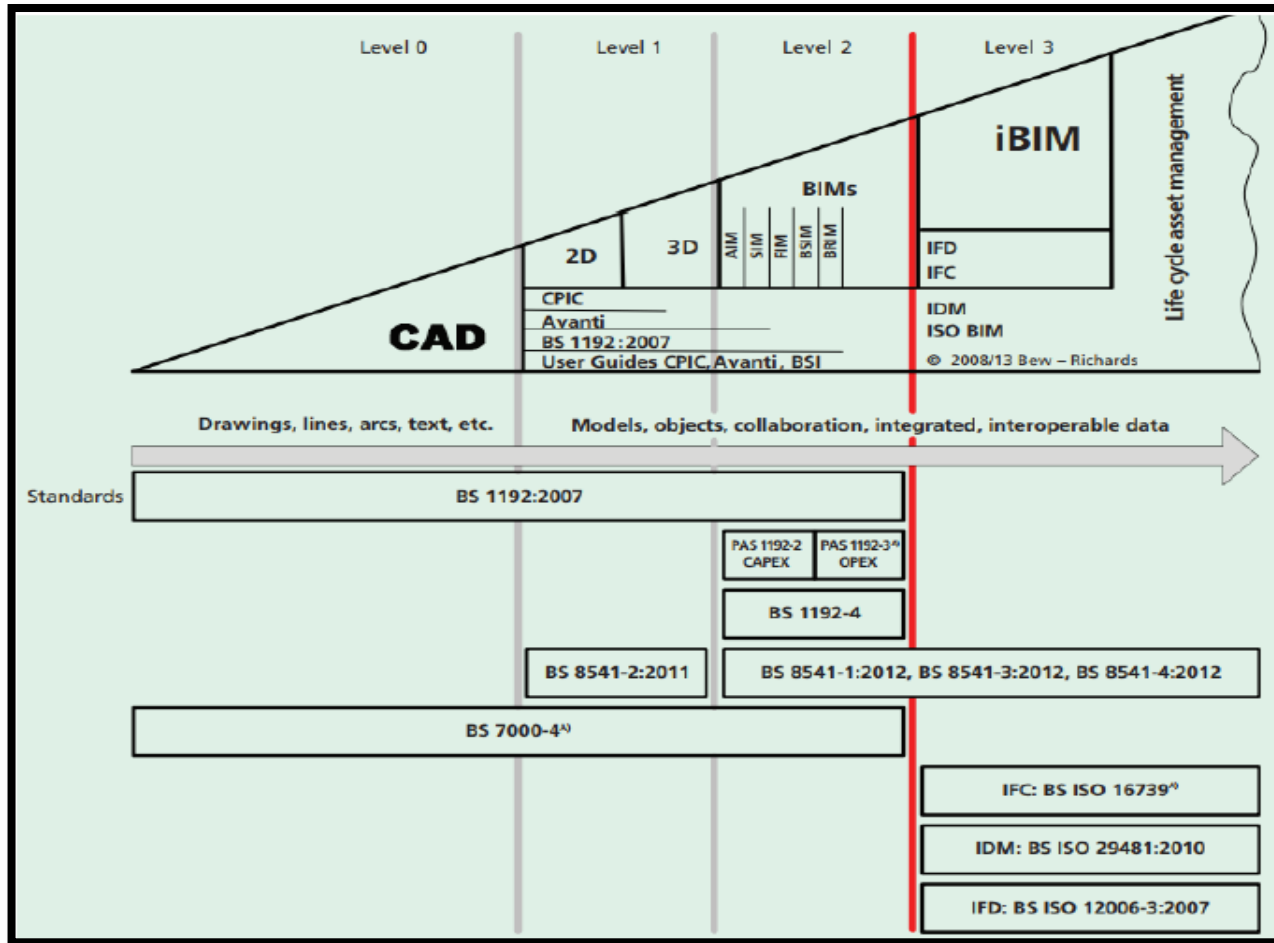 Level 0
Level 1
Level 2
Level 3
iBIM
BIMs
Life cycle asset management
2D
3D
AIM
SIM
FIM
BSIM
BRIM
IFD
IFC
CPIC
Avanti
BS 1192:2007
User Guides CPIC, Avanti, BSI
CAD
IDM
ISO BIM
© 2008/13 Bew – Richards
Drawings, lines, arcs, text, etc.
Models, objects, collaboration, integrated, interoperable data
Standards
BS 1192:2007
PAS 1192-2
CAPEX
PAS 1192-3ᴬ⁾
OPEX
BS 1192-4
BS 8541-2:2011
BS 8541-1:2012, BS 8541-3:2012, BS 8541-4:2012
BS 7000-4ᴬ⁾
IFC: BS ISO 16739ᴬ⁾
IDM: BS ISO 29481:2010
IFD: BS ISO 12006-3:2007